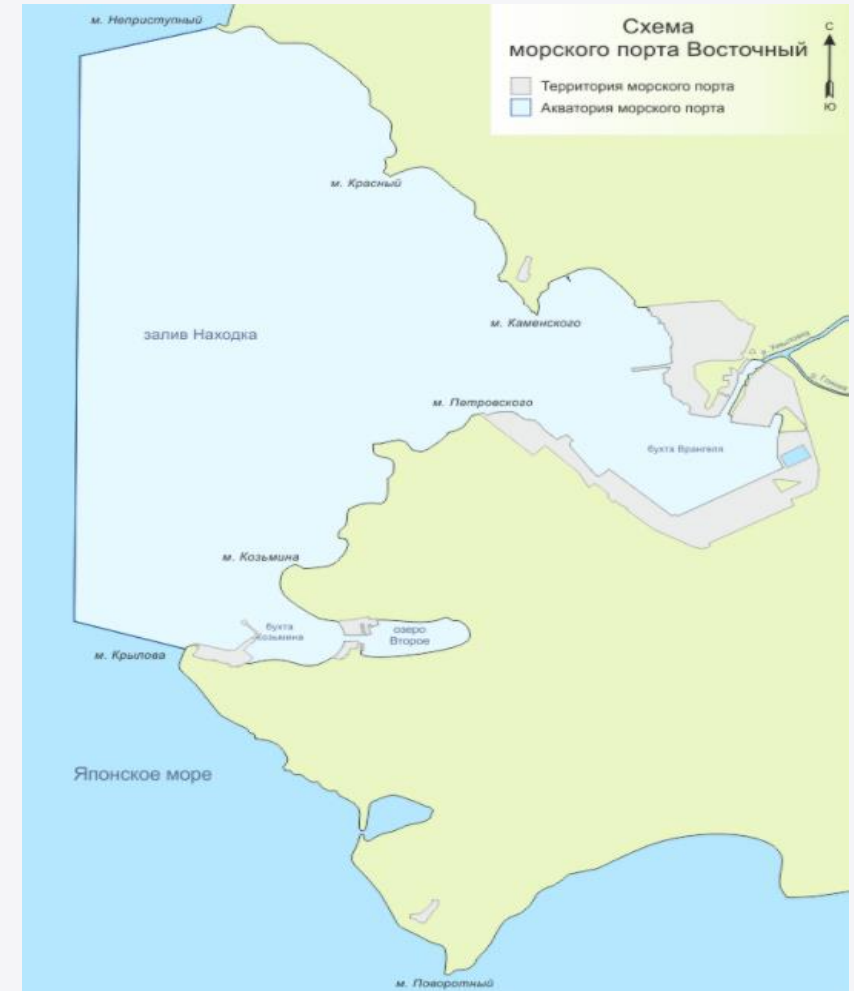 м. Неприступный
Схема
морского порта Восточный
С
Ю
Территория морского порта
Акватория морского порта
м. Красный
м. Каменского
залив Находка
р. Хмыловка
м. Петровского
бухта Врангеля
м. Козьмина
бухта
Козьмина
озеро
Второе
м. Крылова
Японское море
м. Поворотный